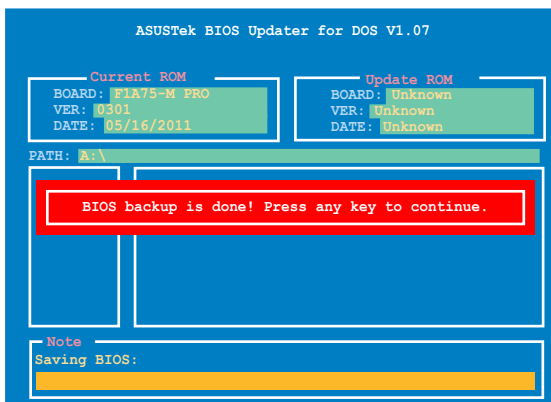 ASUSTek BIOS Updater for DOS V1.07
Current ROM
BOARD: F1A75-M PRO
VER: 0301
DATE: 05/16/2011
Update ROM
BOARD: Unknown
VER: Unknown
DATE: Unknown
PATH: A:\
BIOS backup is done! Press any key to continue.
Note
Saving BIOS: